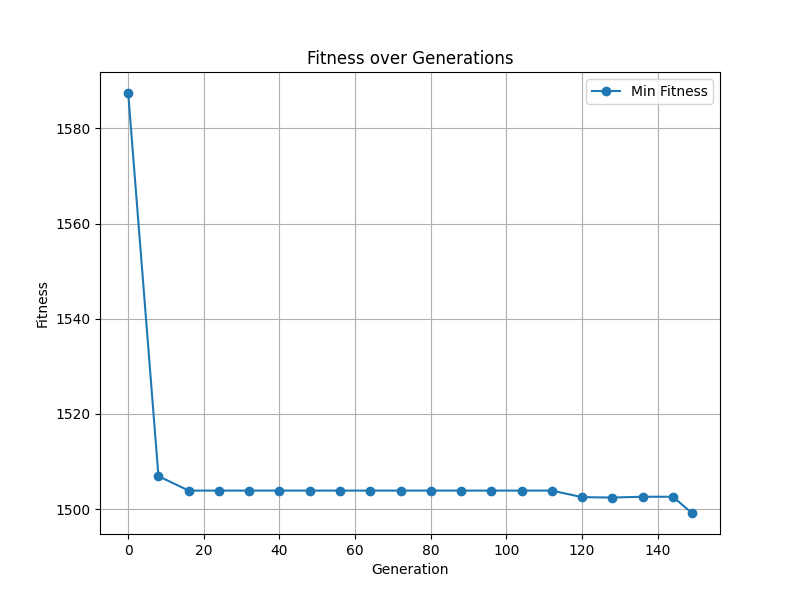 Fitness over Generations
Min Fitness
1580
1560
1540
1520
1500
Fitness
0 20 40 60 80 100 120 140
Generation